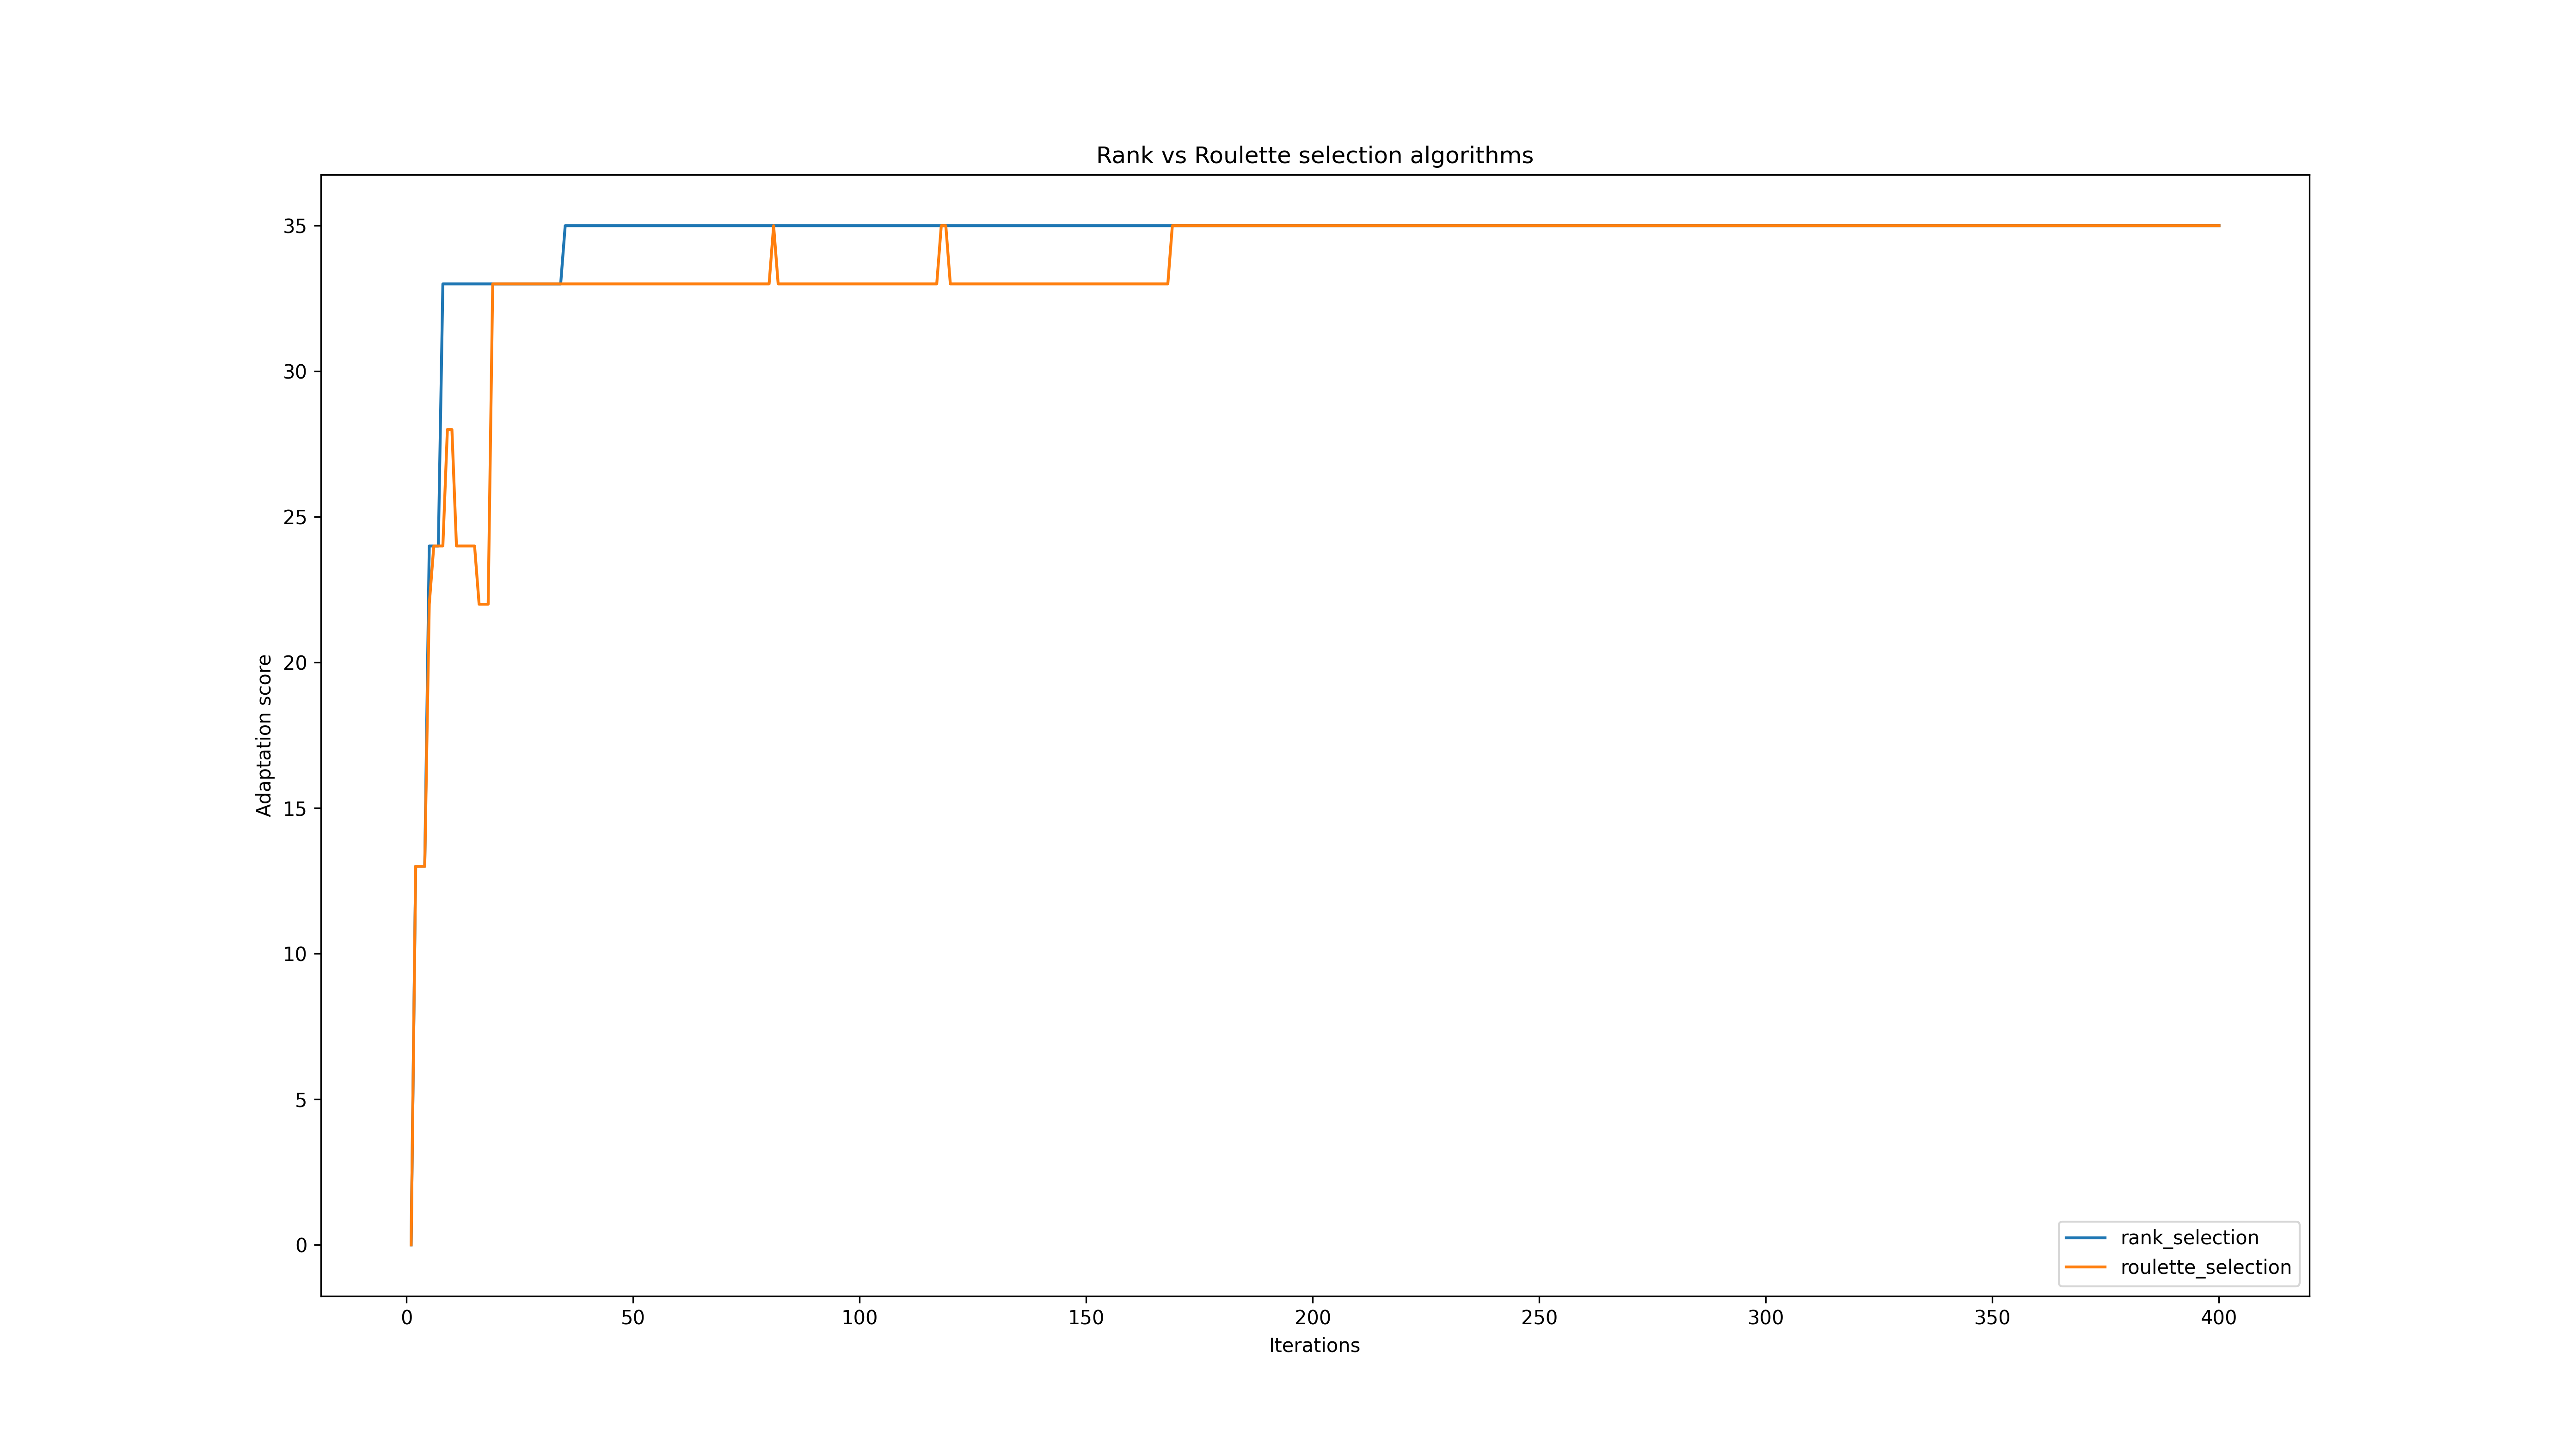 Rank vs Roulette selection algorithms
35
30
25
20
15
10
5
0
Adaptation score
0 50 100 150 200 250 300 350 400
Iterations
rank_selection
roulette_selection